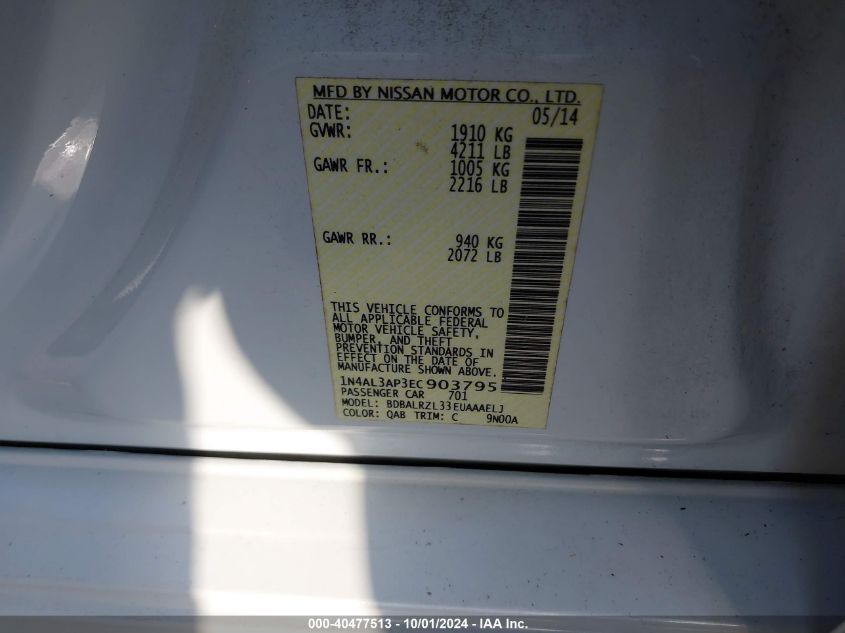 MFD BY NISSAN MOTOR CO., LTD.
DATE: 05/14
GVWR: 1910 KG
4211 LB
GAWR FR.: 1005 KG
2216 LB
GAWR RR.: 940 KG
2072 LB
THIS VEHICLE CONFORMS TO
ALL APPLICABLE FEDERAL
MOTOR VEHICLE SAFETY,
BUMPER, AND THEFT
PREVENTION STANDARDS IN
EFFECT ON THE DATE OF
MANUFACTURE SHOWN ABOVE.
1N4AL3AP3EC903795
PASSENGER CAR 701
MODEL: BDBALRZL33EUAAAELJ
COLOR: QAB TRIM: C 9N00A
000-40477513 - 10/01/2024 - IAA Inc.